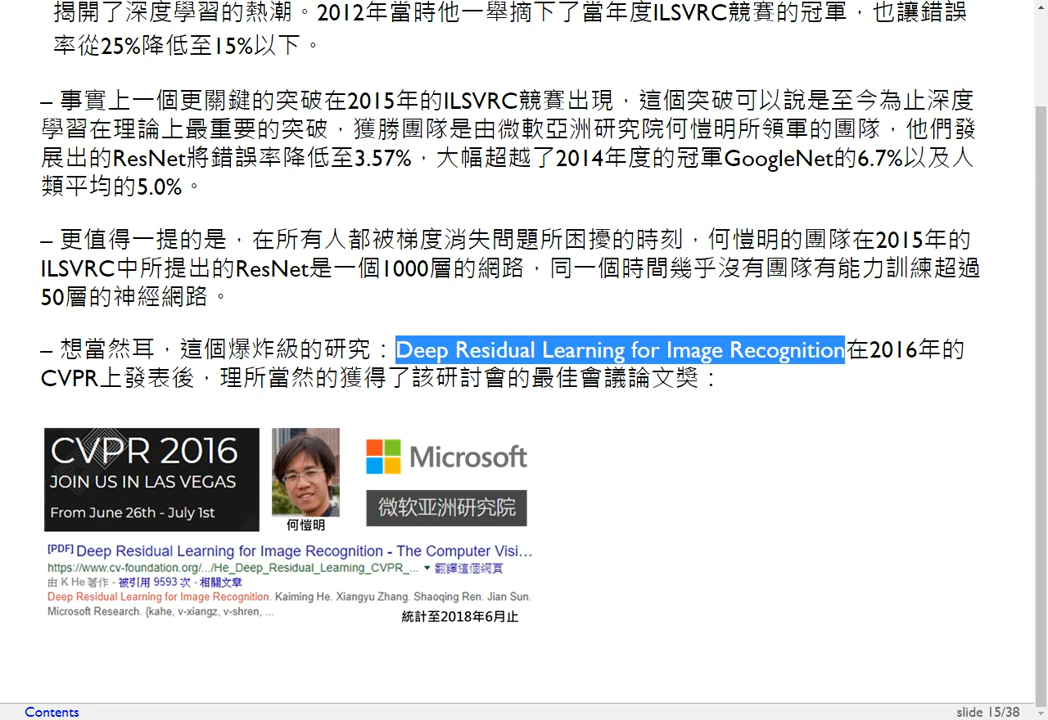 揭開了深度學習的熱潮。2012年當時他一舉摘下了當年度ILSVRC競賽的冠軍，也讓錯誤
率從25%降低至15%以下。
– 事實上一個更關鍵的突破在2015年的ILSVRC競賽出現，這個突破可以說是至今為止深度
學習在理論上最重要的突破，獲勝團隊是由微軟亞洲研究院何愷明所領軍的團隊，他們發
展出的ResNet將錯誤率降低至3.57%，大幅超越了2014年度的冠軍GoogleNet的6.7%以及人
類平均的5.0%。
– 更值得一提的是，在所有人都被梯度消失問題所困擾的時刻，何愷明的團隊在2015年的
ILSVRC中所提出的ResNet是一個1000層的網路，同一個時間幾乎沒有團隊有能力訓練超過
50層的神經網路。
– 想當然耳，這個爆炸級的研究：Deep Residual Learning for Image Recognition在2016年的
CVPR上發表後，理所當然的獲得了該研討會的最佳會議論文獎：
CVPR 2016
JOIN US IN LAS VEGAS
From June 26th - July 1st
何愷明
Microsoft
微软亚洲研究院
[PDF] Deep Residual Learning for Image Recognition - The Computer Visi...
https://www.cv-foundation.org/.../He_Deep_Residual_Learning_CVPR_... ▼ 翻譯這個網頁
由 K He 著作 - 被引用 9593 次 - 相關文章
Deep Residual Learning for Image Recognition. Kaiming He. Xiangyu Zhang. Shaoqing Ren. Jian Sun.
Microsoft Research. {kahe, v-xiangz, v-shren, ...
統計至2018年6月止
Contents
slide 15/38